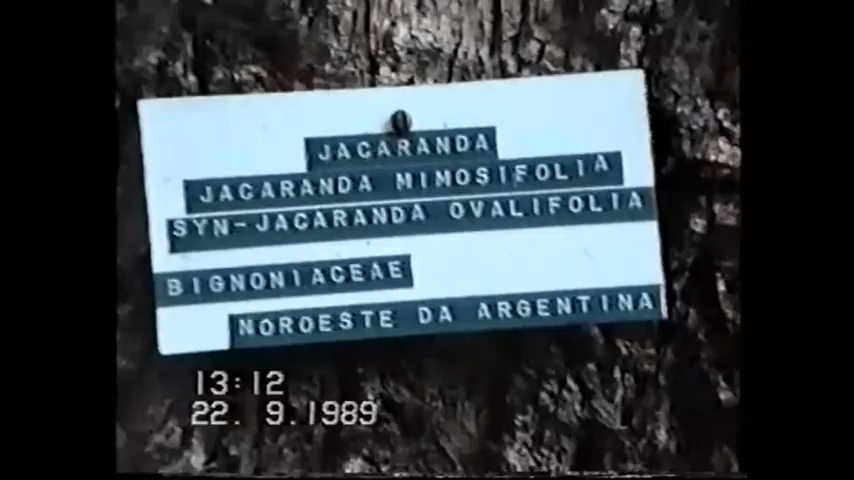 JACARANDA
JACARANDA MIMOSIFOLIA
SYN-JACARANDA OVALIFOLIA
BIGNONIACEAE
NOROESTE DA ARGENTINA
13:12
22. 9.1989